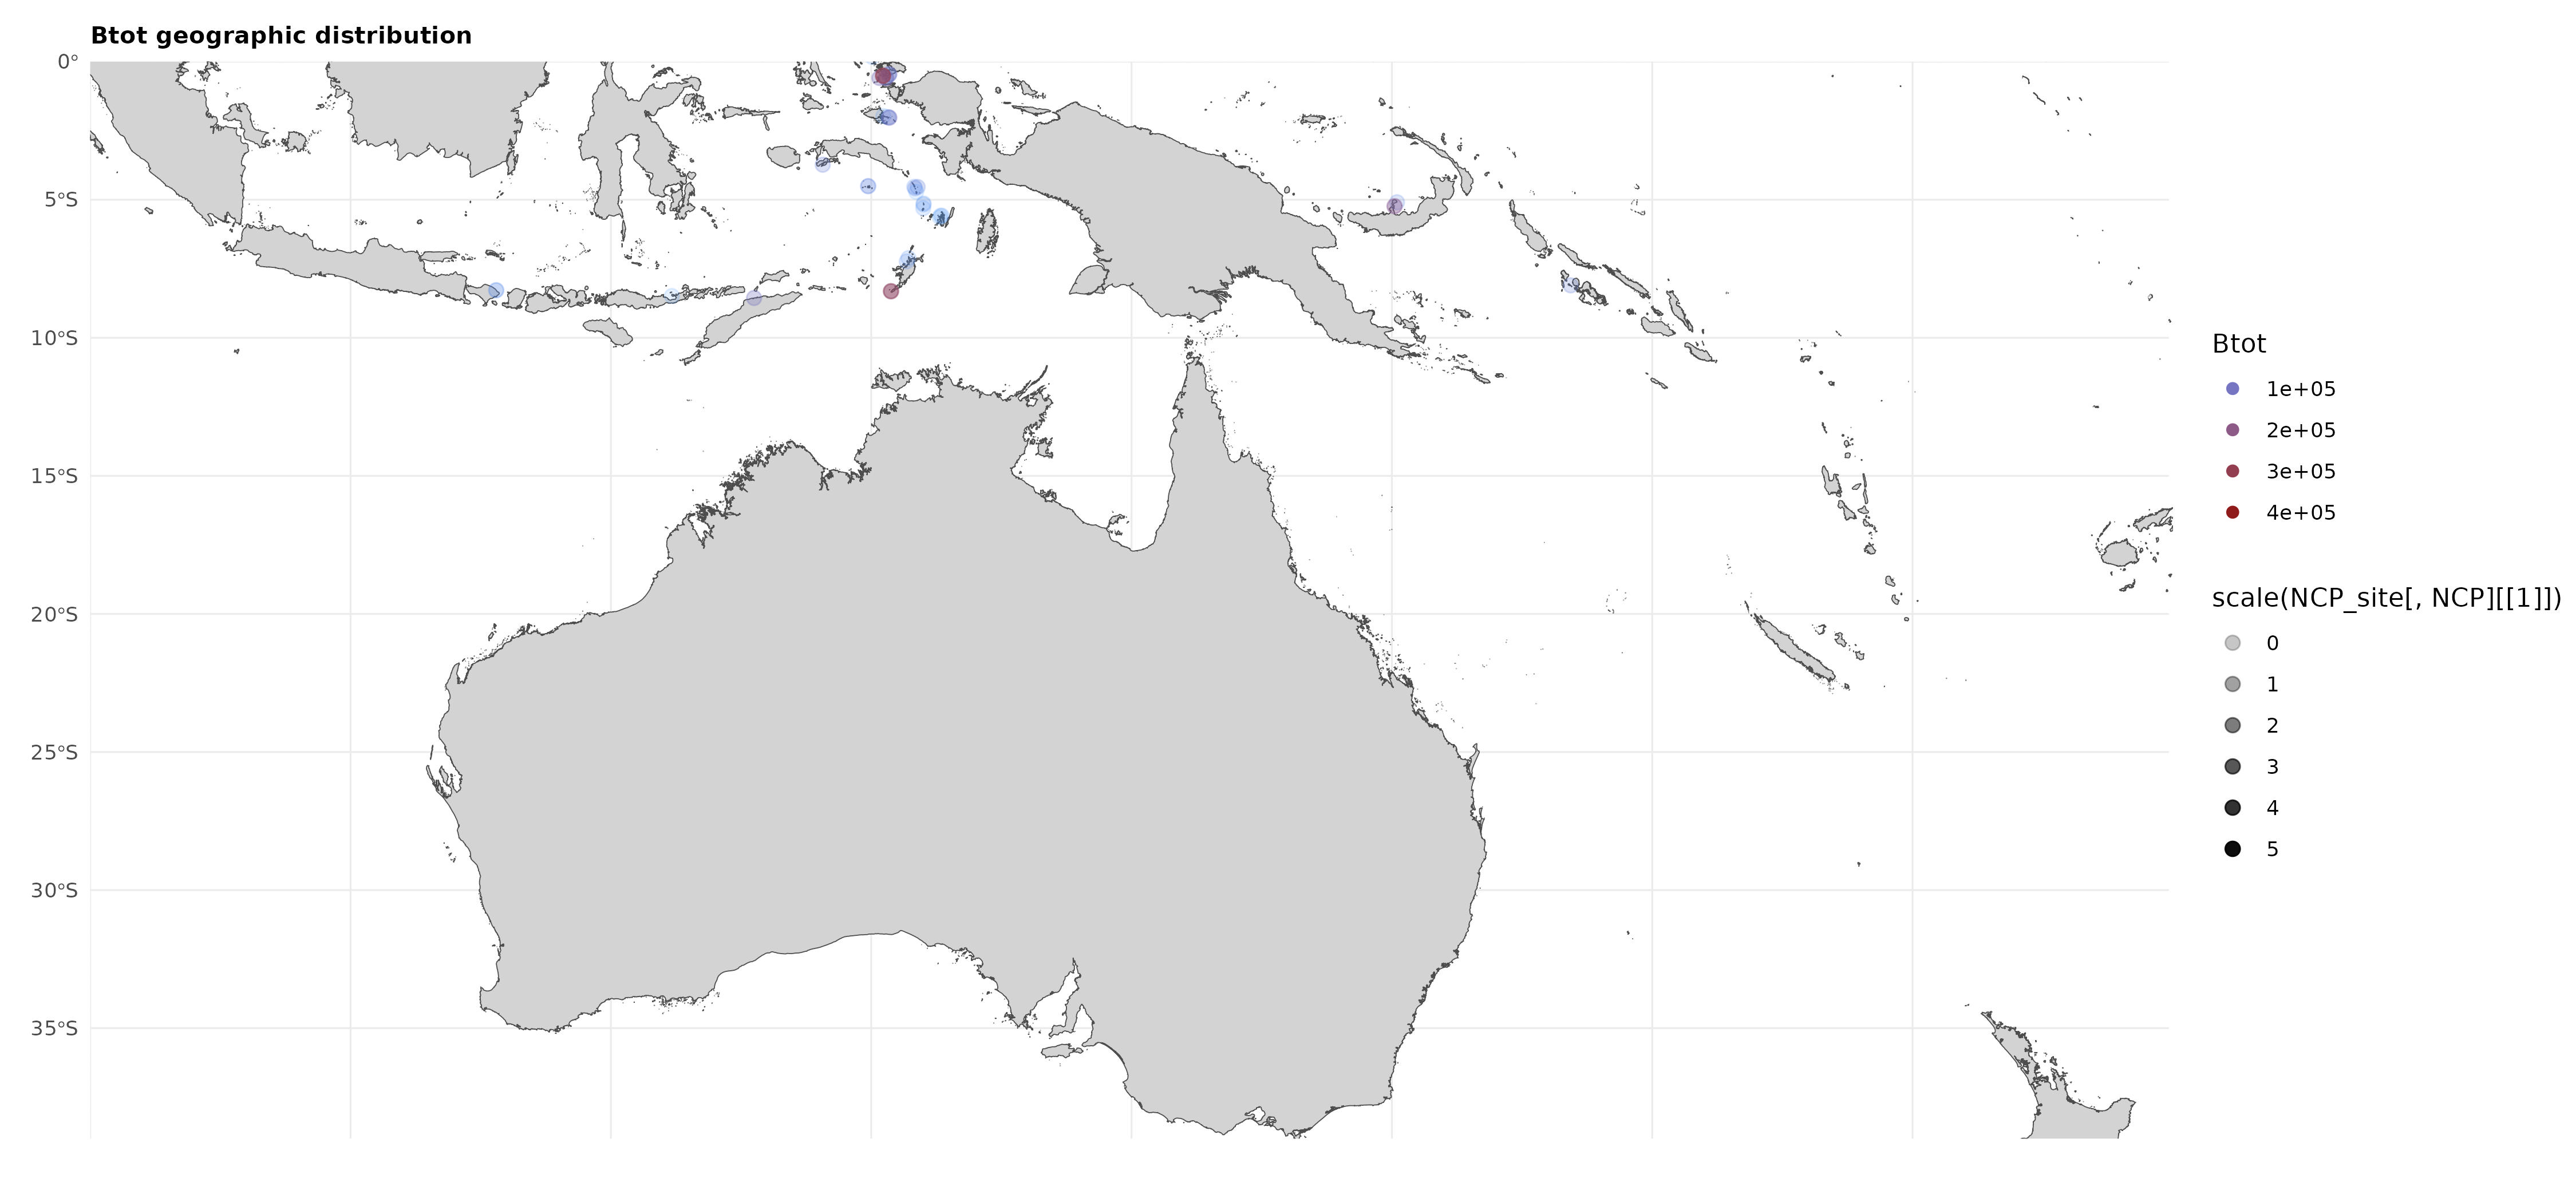 Btot geographic distribution
0°
5°S
10°S
15°S
20°S
25°S
30°S
35°S
Btot
1e+05
2e+05
3e+05
4e+05
scale(NCP_site[, NCP][[1]])
0
1
2
3
4
5